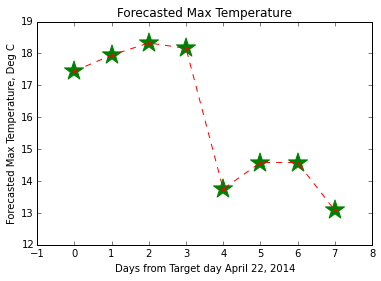 Forecasted Max Temperature
Forecasted Max Temperature, Deg C
19
18
17
16
15
14
13
12
−1 0 1 2 3 4 5 6 7 8
Days from Target day April 22, 2014